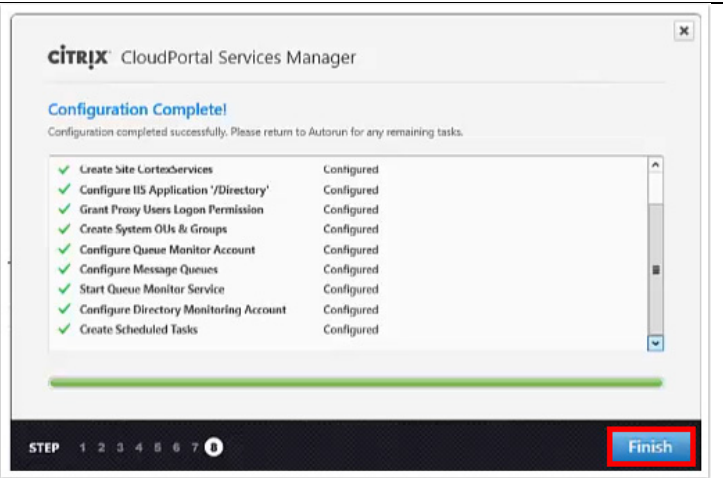 CITRIX CloudPortal Services Manager
Configuration Complete!
Configuration completed successfully. Please return to Autorun for any remaining tasks.
Create Site CortexServices Configured
Configure IIS Application '/Directory' Configured
Grant Proxy Users Logon Permission Configured
Create System OUs & Groups Configured
Configure Queue Monitor Account Configured
Configure Message Queues Configured
Start Queue Monitor Service Configured
Configure Directory Monitoring Account Configured
Create Scheduled Tasks Configured
STEP 1 2 3 4 5 6 7 8 Finish